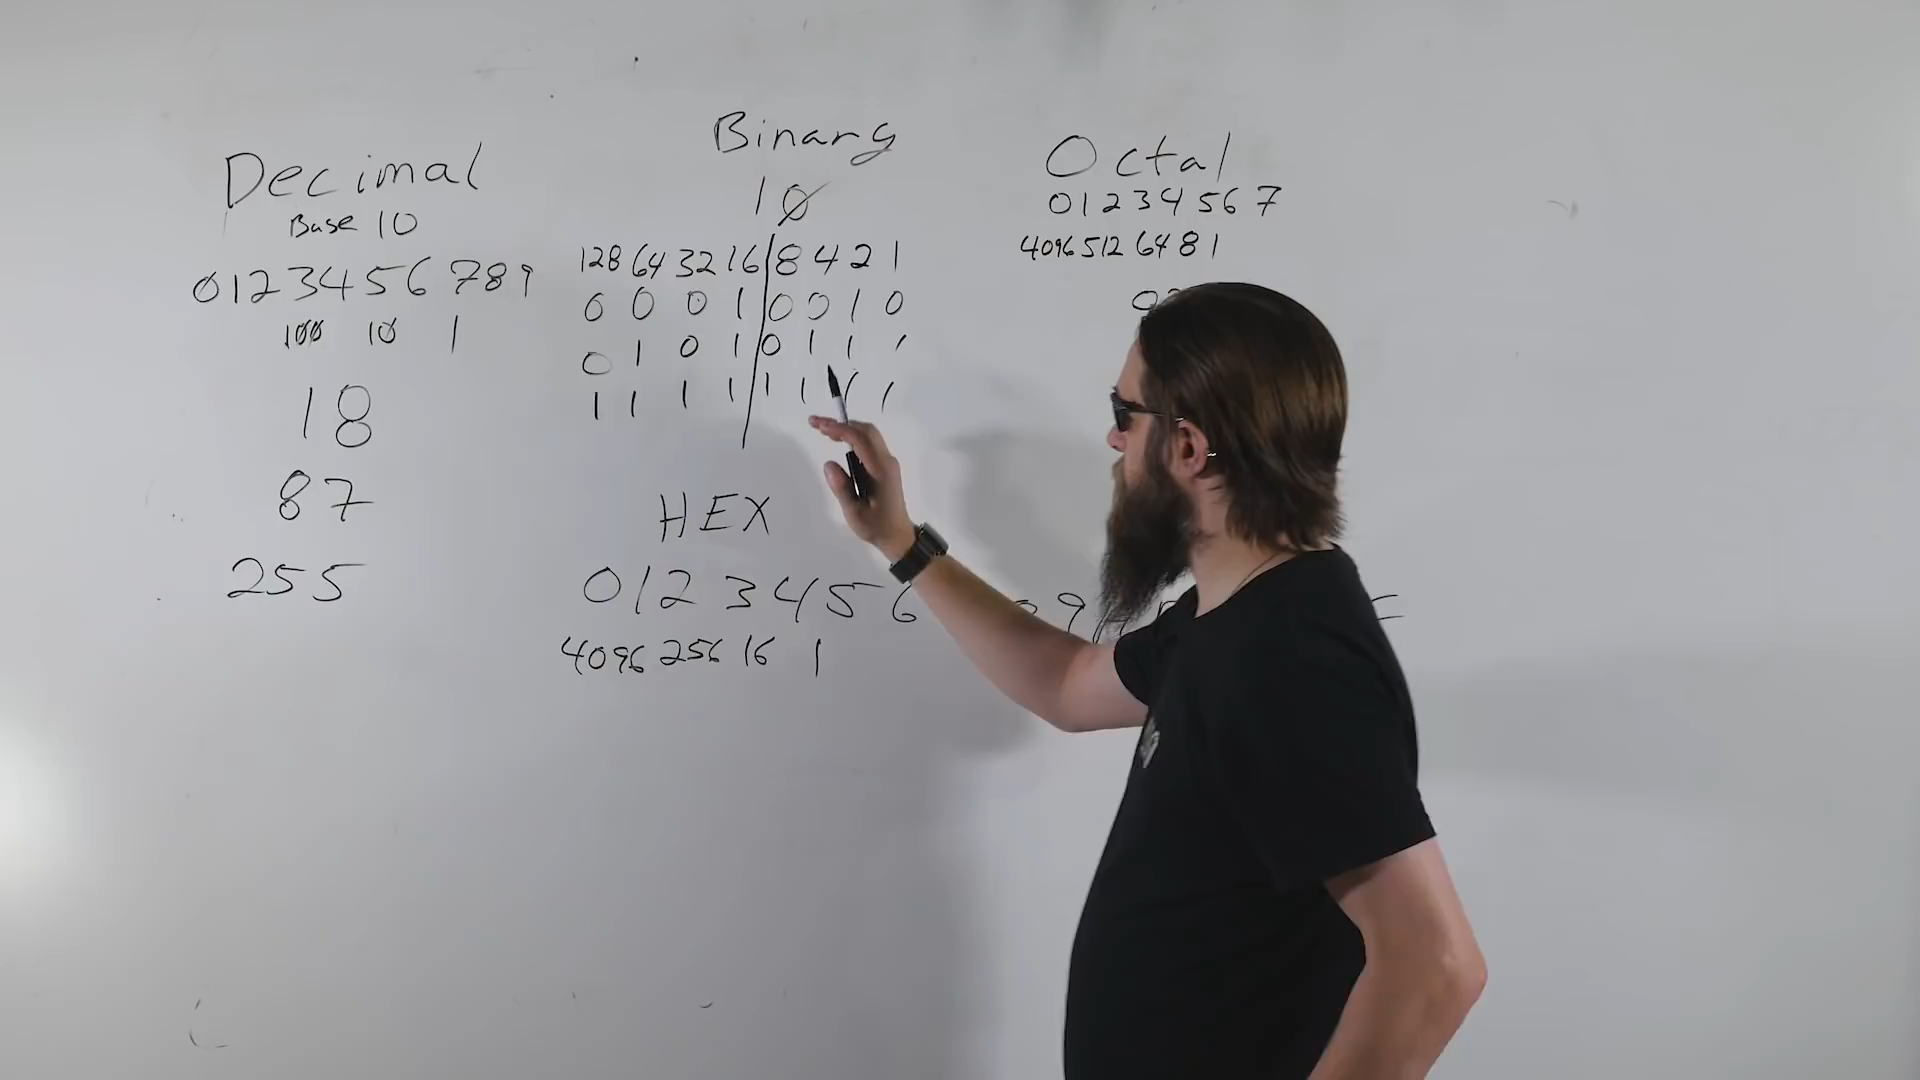 Decimal
Base 10
0123456789
100 10 1
18
87
255
Binary
10
128 64 32 16 8 4 2 1
0 0 0 1 0 0 1 0
0 1 0 1 0 1 1 1
1 1 1 1 1 1 1 1
HEX
0123456 9
4096 256 16 1
Octal
01234567
4096 512 64 8 1
0